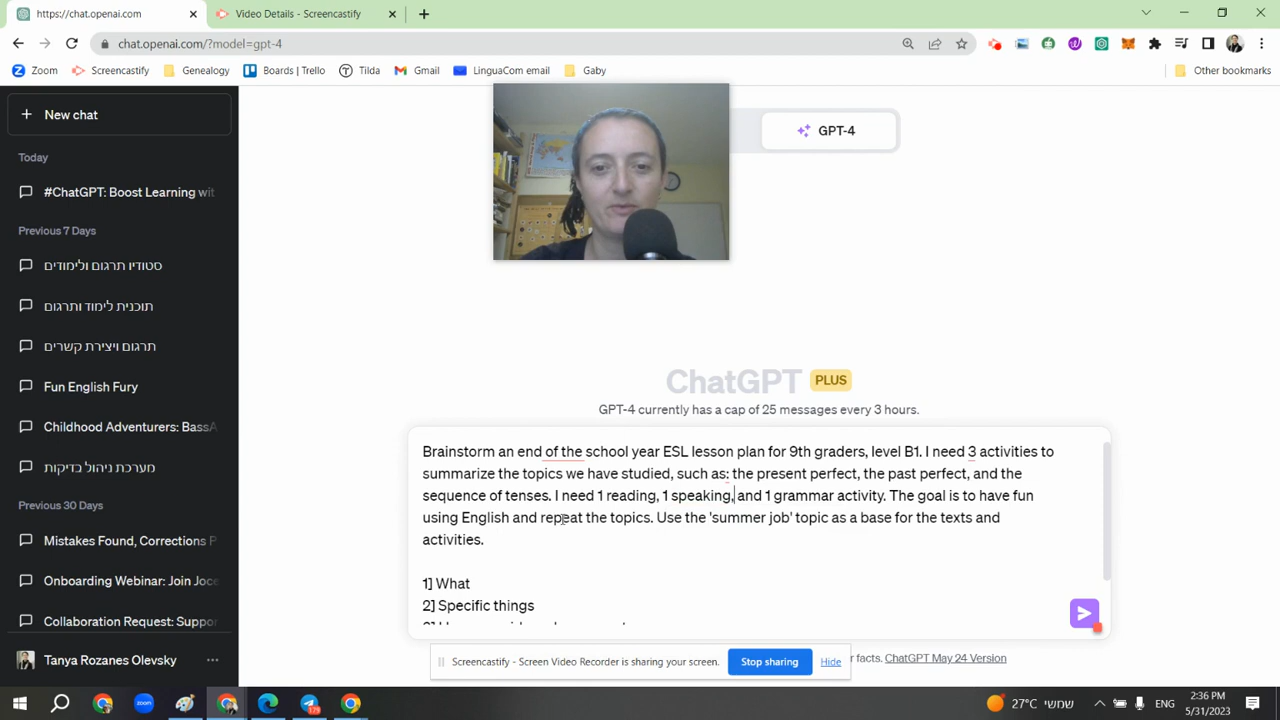 https://chat.openai.com
Video Details - Screencastify
chat.openai.com/?model=gpt-4
Zoom
Screencastify
Genealogy
Boards | Trello
Tilda
Gmail
LinguaCom email
Gaby
Other bookmarks
New chat
GPT-4
Today
#ChatGPT: Boost Learning wit
Previous 7 Days
סטודיו תרגום ולימודים
תוכנית לימוד ותרגום
תרגום ויצירת קשרים
Fun English Fury
Childhood Adventures: BassA
מערכת ניהול בדיקות
Previous 30 Days
Mistakes Found, Corrections
Onboarding Webinar: Join Joce
Collaboration Request: Suppor
Tanya Rozanes Olevsky
ChatGPT PLUS
GPT-4 currently has a cap of 25 messages every 3 hours.
Brainstorm an end of the school year ESL lesson plan for 9th graders, level B1. I need 3 activities to
summarize the topics we have studied, such as: the present perfect, the past perfect, and the
sequence of tenses. I need 1 reading, 1 speaking, and 1 grammar activity. The goal is to have fun
using English and repeat the topics. Use the 'summer job' topic as a base for the texts and
activities.
1] What
2] Specific things
Screencastify - Screen Video Recorder is sharing your screen.
Stop sharing
Hide
r facts. ChatGPT May 24 Version
zoom
179
27°C שמשי
ENG
2:36 PM
5/31/2023